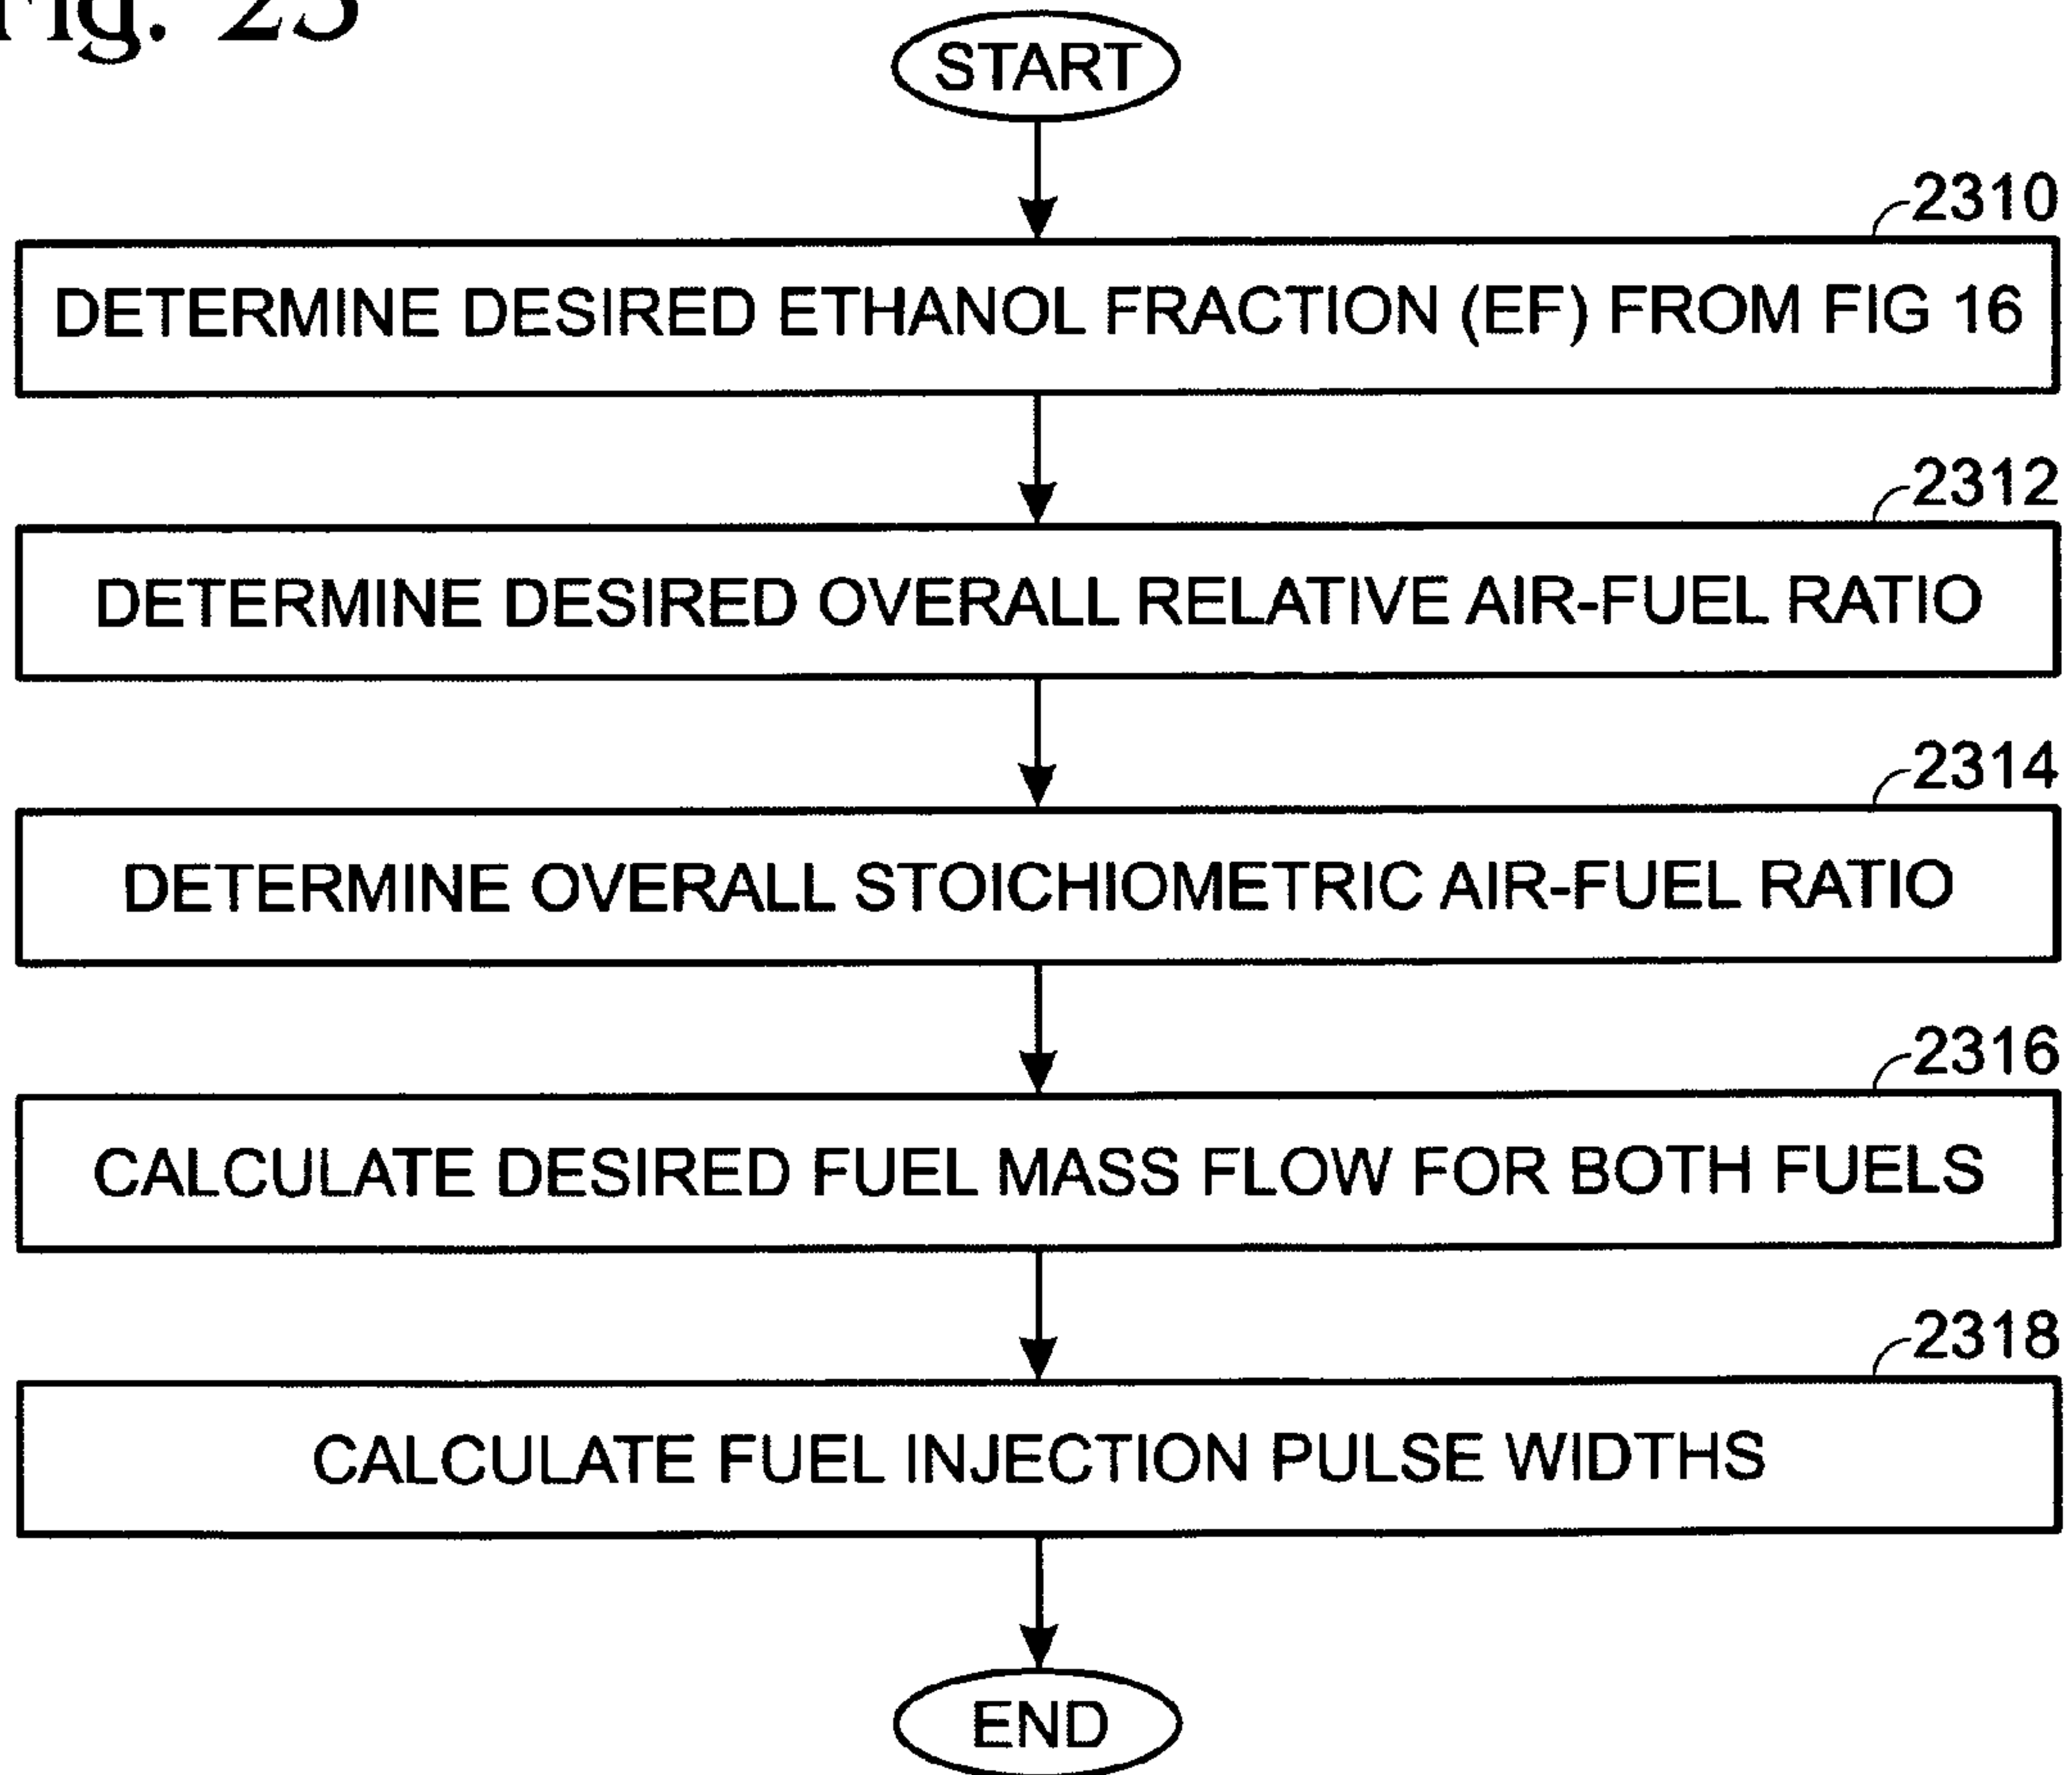 Fig. 23
START
2310
DETERMINE DESIRED ETHANOL FRACTION (EF) FROM FIG 16
2312
DETERMINE DESIRED OVERALL RELATIVE AIR-FUEL RATIO
2314
DETERMINE OVERALL STOICHIOMETRIC AIR-FUEL RATIO
2316
CALCULATE DESIRED FUEL MASS FLOW FOR BOTH FUELS
2318
CALCULATE FUEL INJECTION PULSE WIDTHS
END